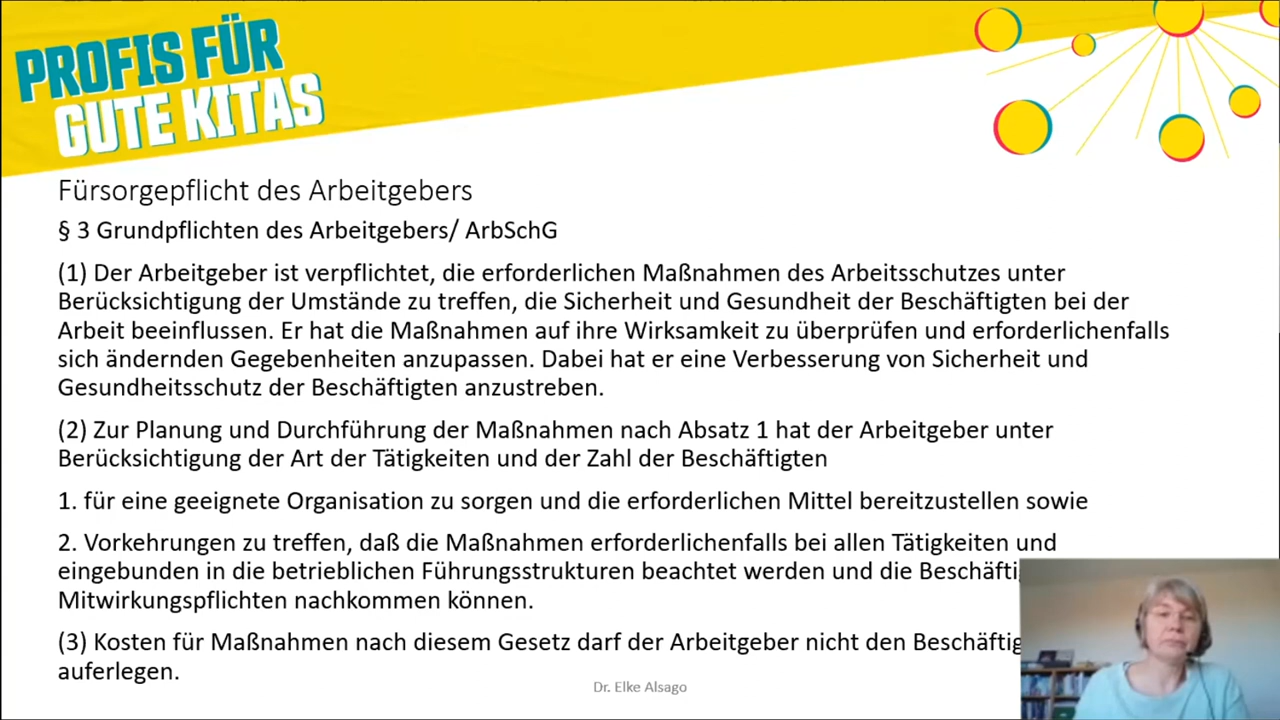 PROFIS FÜR
GUTE KITAS
Fürsorgepflicht des Arbeitgebers
§ 3 Grundpflichten des Arbeitgebers/ ArbSchG
(1) Der Arbeitgeber ist verpflichtet, die erforderlichen Maßnahmen des Arbeitsschutzes unter
Berücksichtigung der Umstände zu treffen, die Sicherheit und Gesundheit der Beschäftigten bei der
Arbeit beeinflussen. Er hat die Maßnahmen auf ihre Wirksamkeit zu überprüfen und erforderlichenfalls
sich ändernden Gegebenheiten anzupassen. Dabei hat er eine Verbesserung von Sicherheit und
Gesundheitsschutz der Beschäftigten anzustreben.
(2) Zur Planung und Durchführung der Maßnahmen nach Absatz 1 hat der Arbeitgeber unter
Berücksichtigung der Art der Tätigkeiten und der Zahl der Beschäftigten
1. für eine geeignete Organisation zu sorgen und die erforderlichen Mittel bereitzustellen sowie
2. Vorkehrungen zu treffen, daß die Maßnahmen erforderlichenfalls bei allen Tätigkeiten und
eingebunden in die betrieblichen Führungsstrukturen beachtet werden und die
Mitwirkungspflichten nachkommen können.
(3) Kosten für Maßnahmen nach diesem Gesetz darf der Arbeitgeber nicht den
auferlegen.
Dr. Elke Alsago